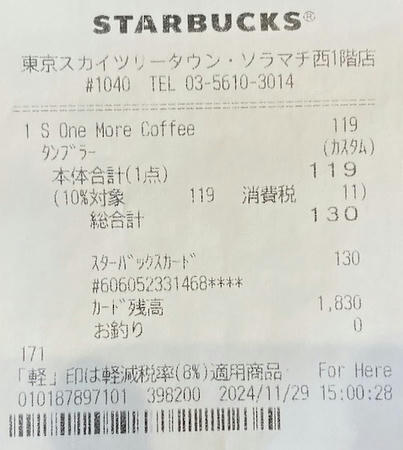 STARBUCKS®
東京スカイツリータウン・ソラマチ西1階店
#1040 TEL 03-5610-3014
1 S One More Coffee 119
ﾀﾝﾌﾞﾗｰ (ｶｽﾀﾑ)
本体合計(1点) 119
(10%対象 119 消費税 11)
総合計 130
ｽﾀｰﾊﾞｯｸｽｶｰﾄﾞ 130
#606052331468****
ｶｰﾄﾞ残高 1,830
お釣り 0
171
「軽」印は軽減税率(8%)適用商品 For Here
010187897101 398200 2024/11/29 15:00:28